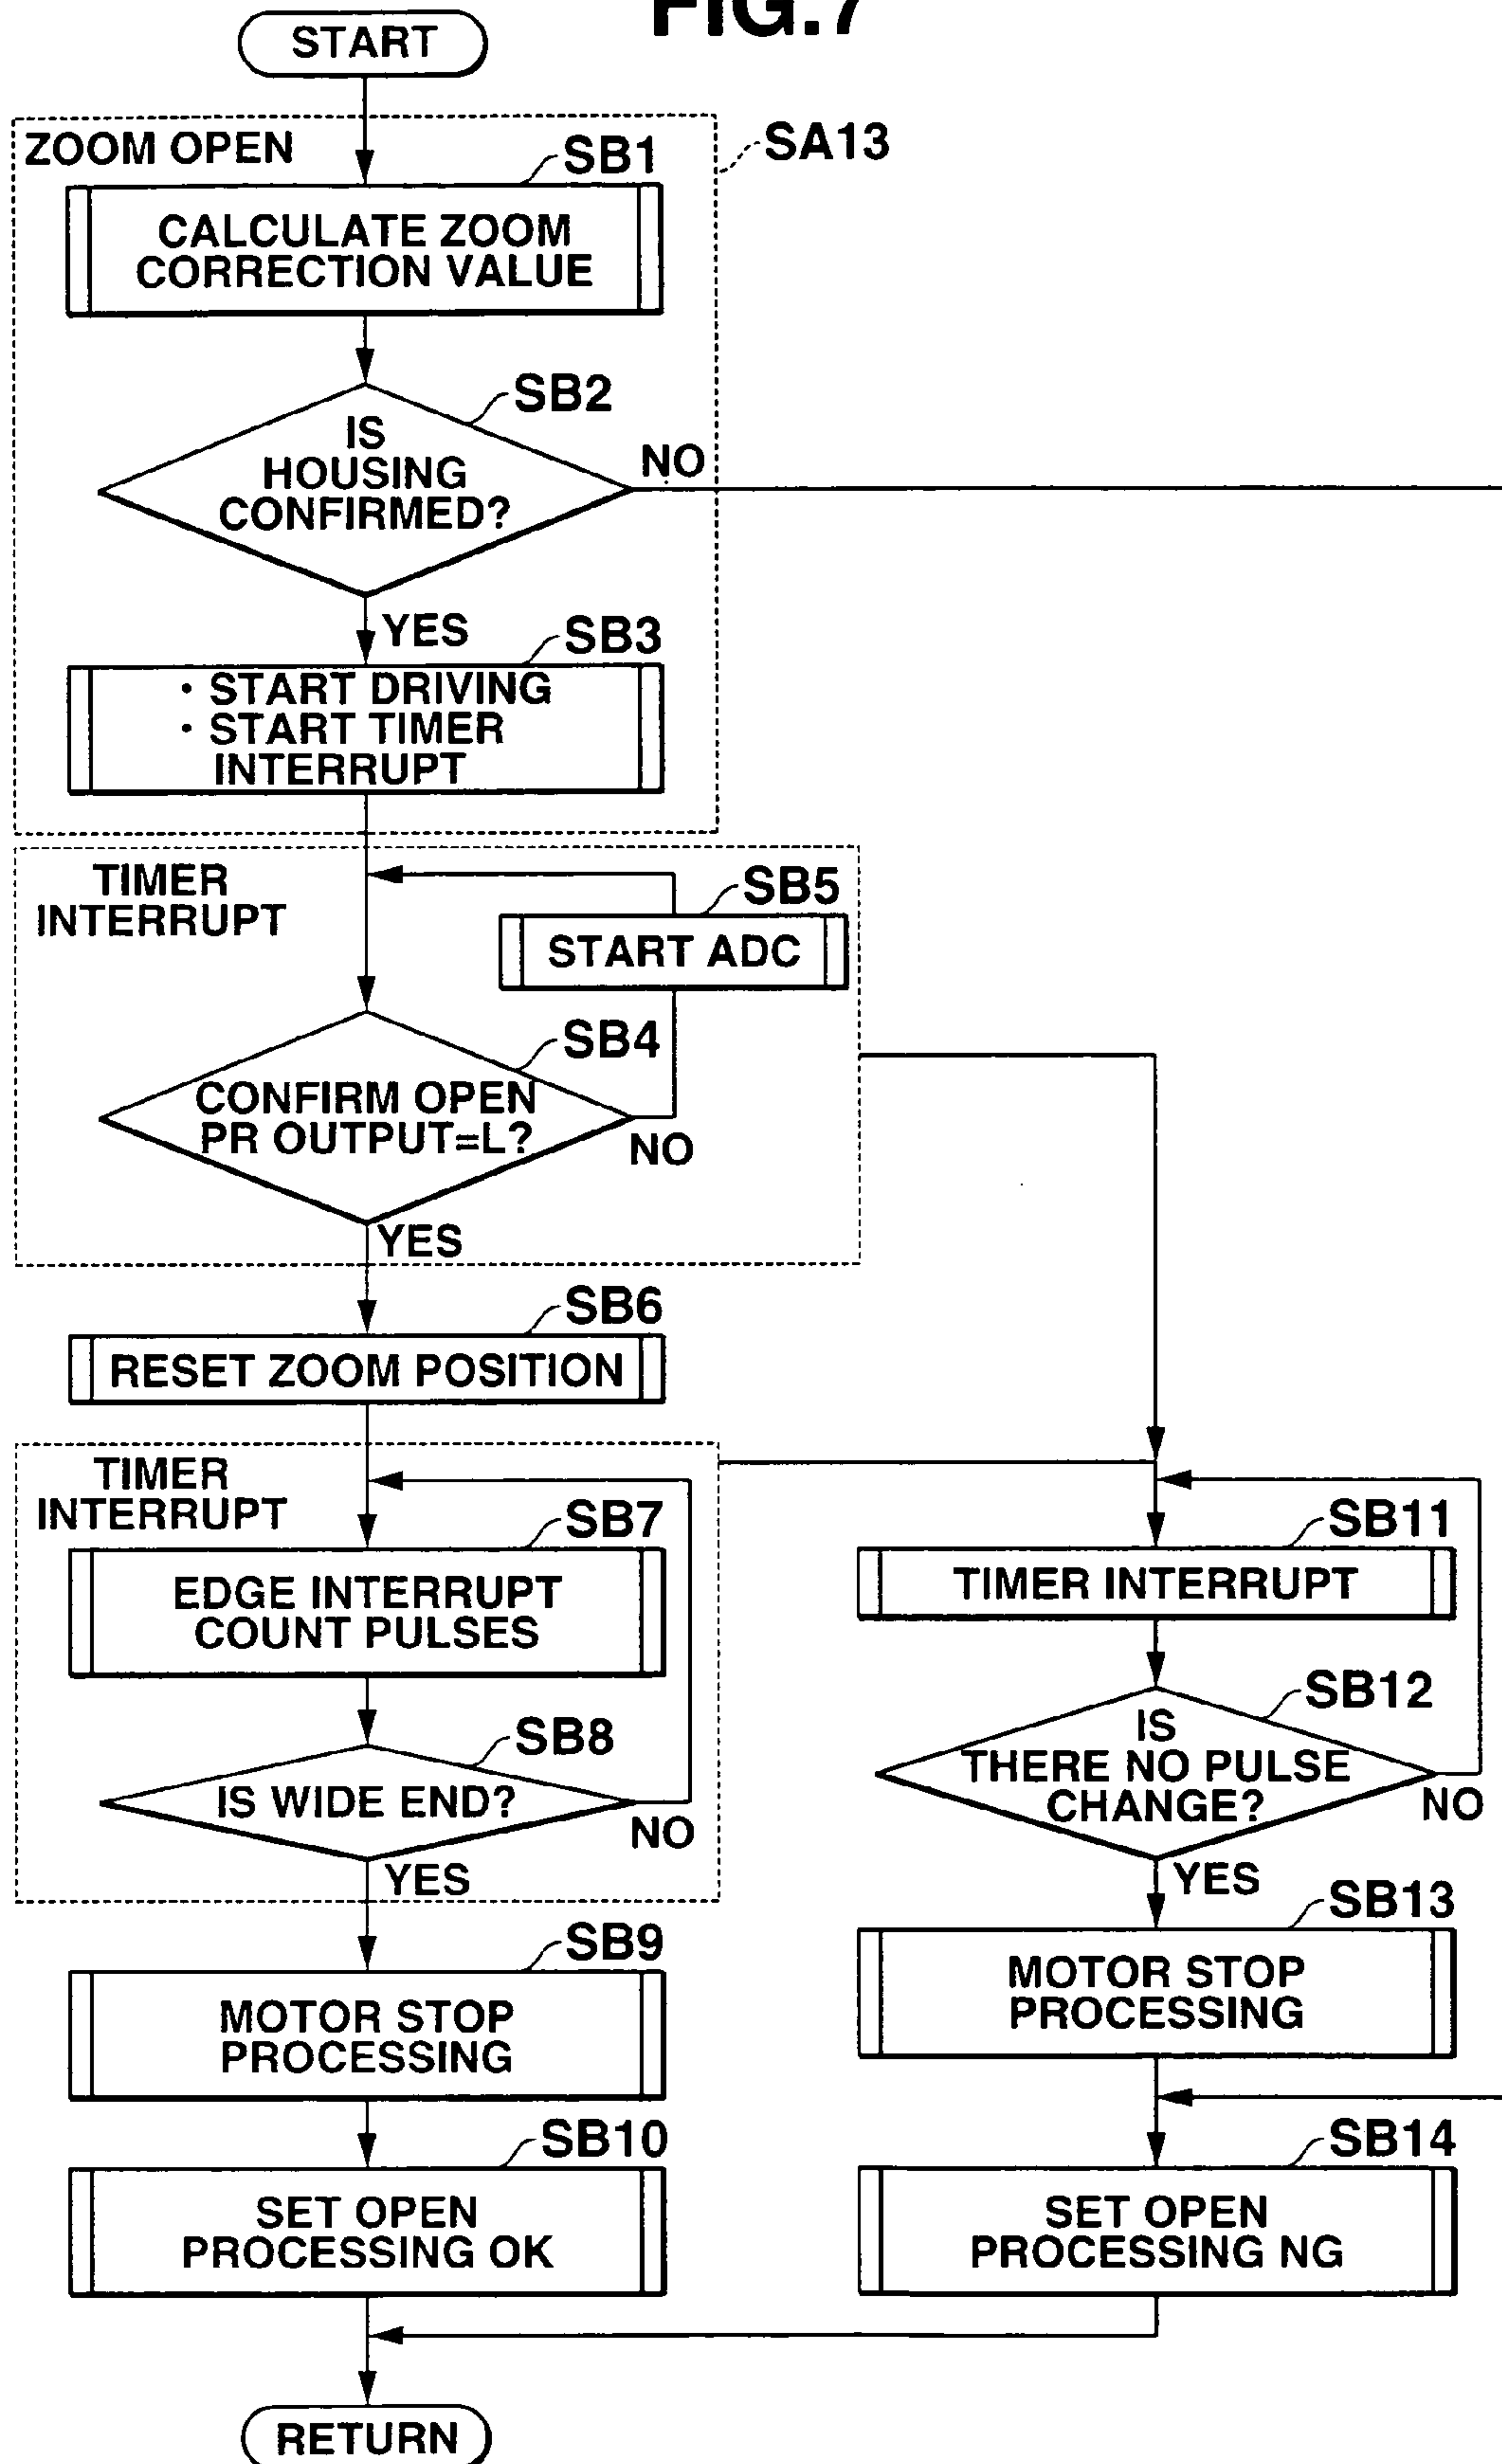 FIG.7
START
ZOOM OPEN
SA13
SB1
CALCULATE ZOOM
CORRECTION VALUE
SB2
IS
HOUSING
CONFIRMED?
NO
YES
SB3
• START DRIVING
• START TIMER
INTERRUPT
TIMER
INTERRUPT
SB5
START ADC
SB4
CONFIRM OPEN
PR OUTPUT=L?
NO
YES
SB6
RESET ZOOM POSITION
TIMER
INTERRUPT
SB7
EDGE INTERRUPT
COUNT PULSES
SB8
IS WIDE END?
NO
YES
SB9
MOTOR STOP
PROCESSING
SB10
SET OPEN
PROCESSING OK
SB11
TIMER INTERRUPT
SB12
IS
THERE NO PULSE
CHANGE?
NO
YES
SB13
MOTOR STOP
PROCESSING
SB14
SET OPEN
PROCESSING NG
RETURN